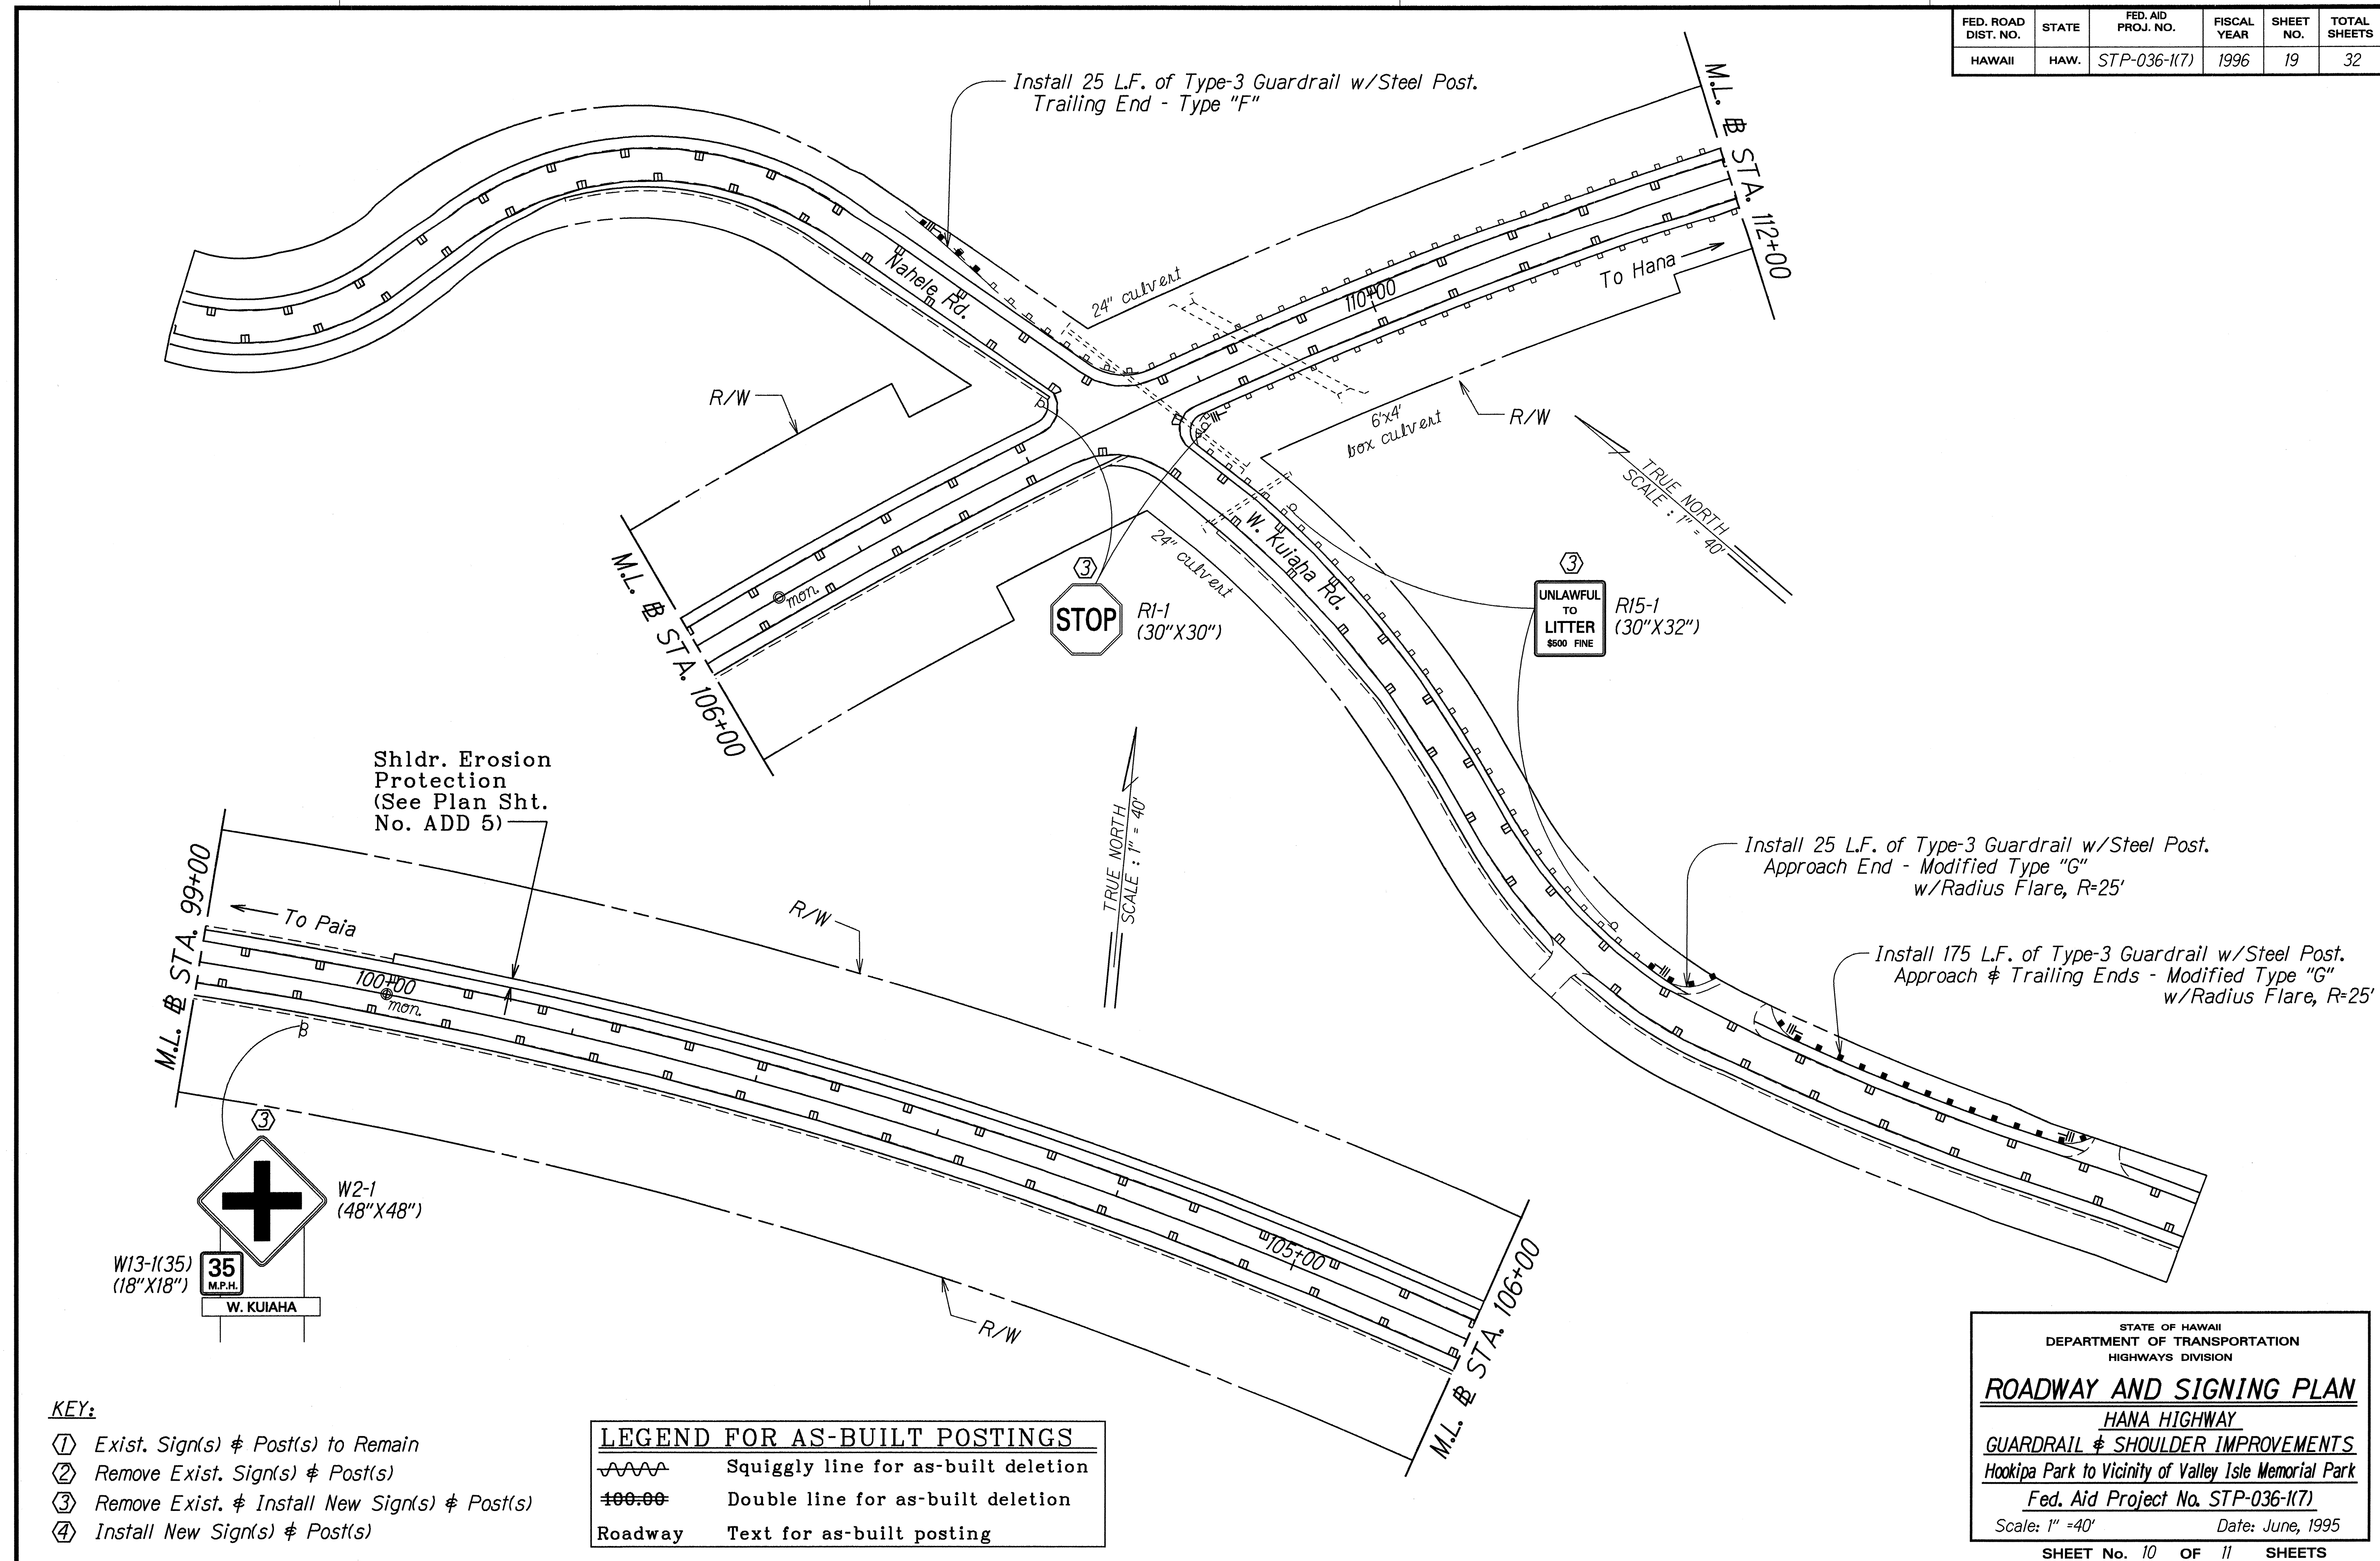 FED. ROAD DIST. NO. STATE FED. AID PROJ. NO. FISCAL YEAR SHEET NO. TOTAL SHEETS
HAWAII HAW. STP-036-1(7) 1996 19 32
Install 25 L.F. of Type-3 Guardrail w/Steel Post.
Trailing End - Type "F"
M.L. ␢ STA. 112+00
Nahele Rd.
24" culvert
110+00
To Hana
R/W
R/W
6'x4'
box culvert
TRUE NORTH
SCALE : 1" = 40'
M.L. ␢ STA. 106+00
mon.
24" culvert
W. Kuiaha Rd.
3
STOP
R1-1
(30"X30")
3
UNLAWFUL
TO
LITTER
$500 FINE
R15-1
(30"X32")
Shldr. Erosion
Protection
(See Plan Sht.
No. ADD 5)
TRUE NORTH
SCALE : 1" = 40'
Install 25 L.F. of Type-3 Guardrail w/Steel Post.
Approach End - Modified Type "G"
w/Radius Flare, R=25'
Install 175 L.F. of Type-3 Guardrail w/Steel Post.
Approach & Trailing Ends - Modified Type "G"
w/Radius Flare, R=25'
M.L. ␢ STA. 99+00
To Paia
100+00
mon.
R/W
105+00
R/W
M.L. ␢ STA. 106+00
3
W2-1
(48"X48")
W13-1(35)
(18"X18")
35
M.P.H.
W. KUIAHA
KEY:
1 Exist. Sign(s) & Post(s) to Remain
2 Remove Exist. Sign(s) & Post(s)
3 Remove Exist. & Install New Sign(s) & Post(s)
4 Install New Sign(s) & Post(s)
LEGEND FOR AS-BUILT POSTINGS
Squiggly line for as-built deletion
100.00 Double line for as-built deletion
Roadway Text for as-built posting
STATE OF HAWAII
DEPARTMENT OF TRANSPORTATION
HIGHWAYS DIVISION
ROADWAY AND SIGNING PLAN
HANA HIGHWAY
GUARDRAIL & SHOULDER IMPROVEMENTS
Hookipa Park to Vicinity of Valley Isle Memorial Park
Fed. Aid Project No. STP-036-1(7)
Scale: 1" =40' Date: June, 1995
SHEET No. 10 OF 11 SHEETS